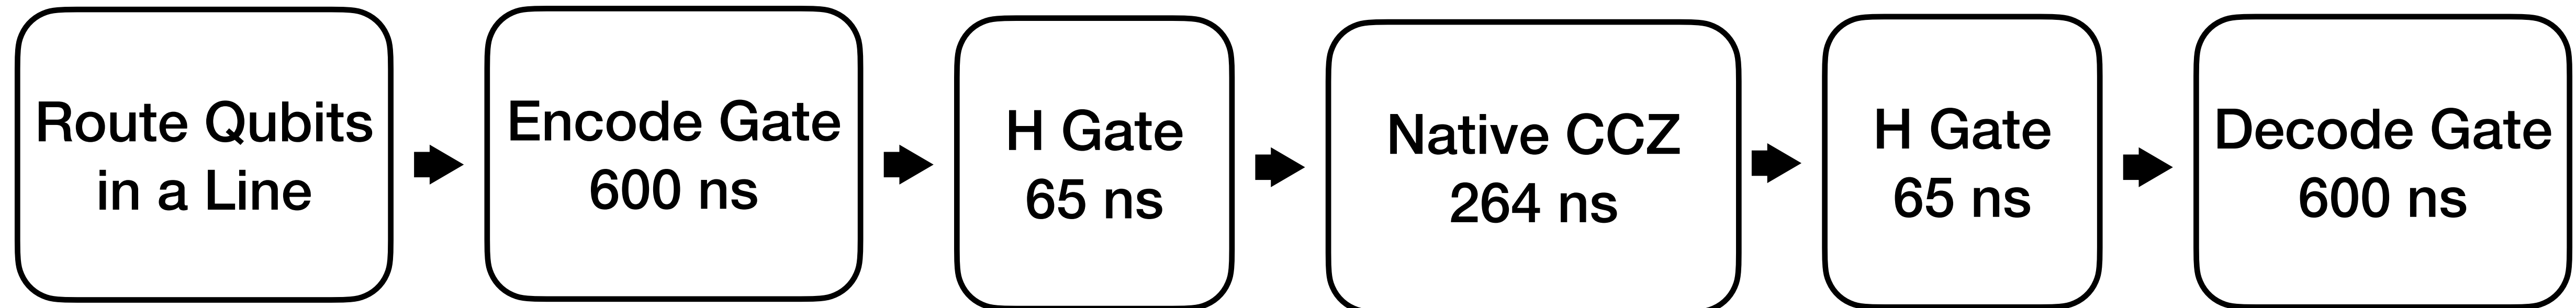 Route Qubits
in a Line
Encode Gate
600 ns
H Gate
65 ns
Native CCZ
264 ns
H Gate
65 ns
Decode Gate
600 ns